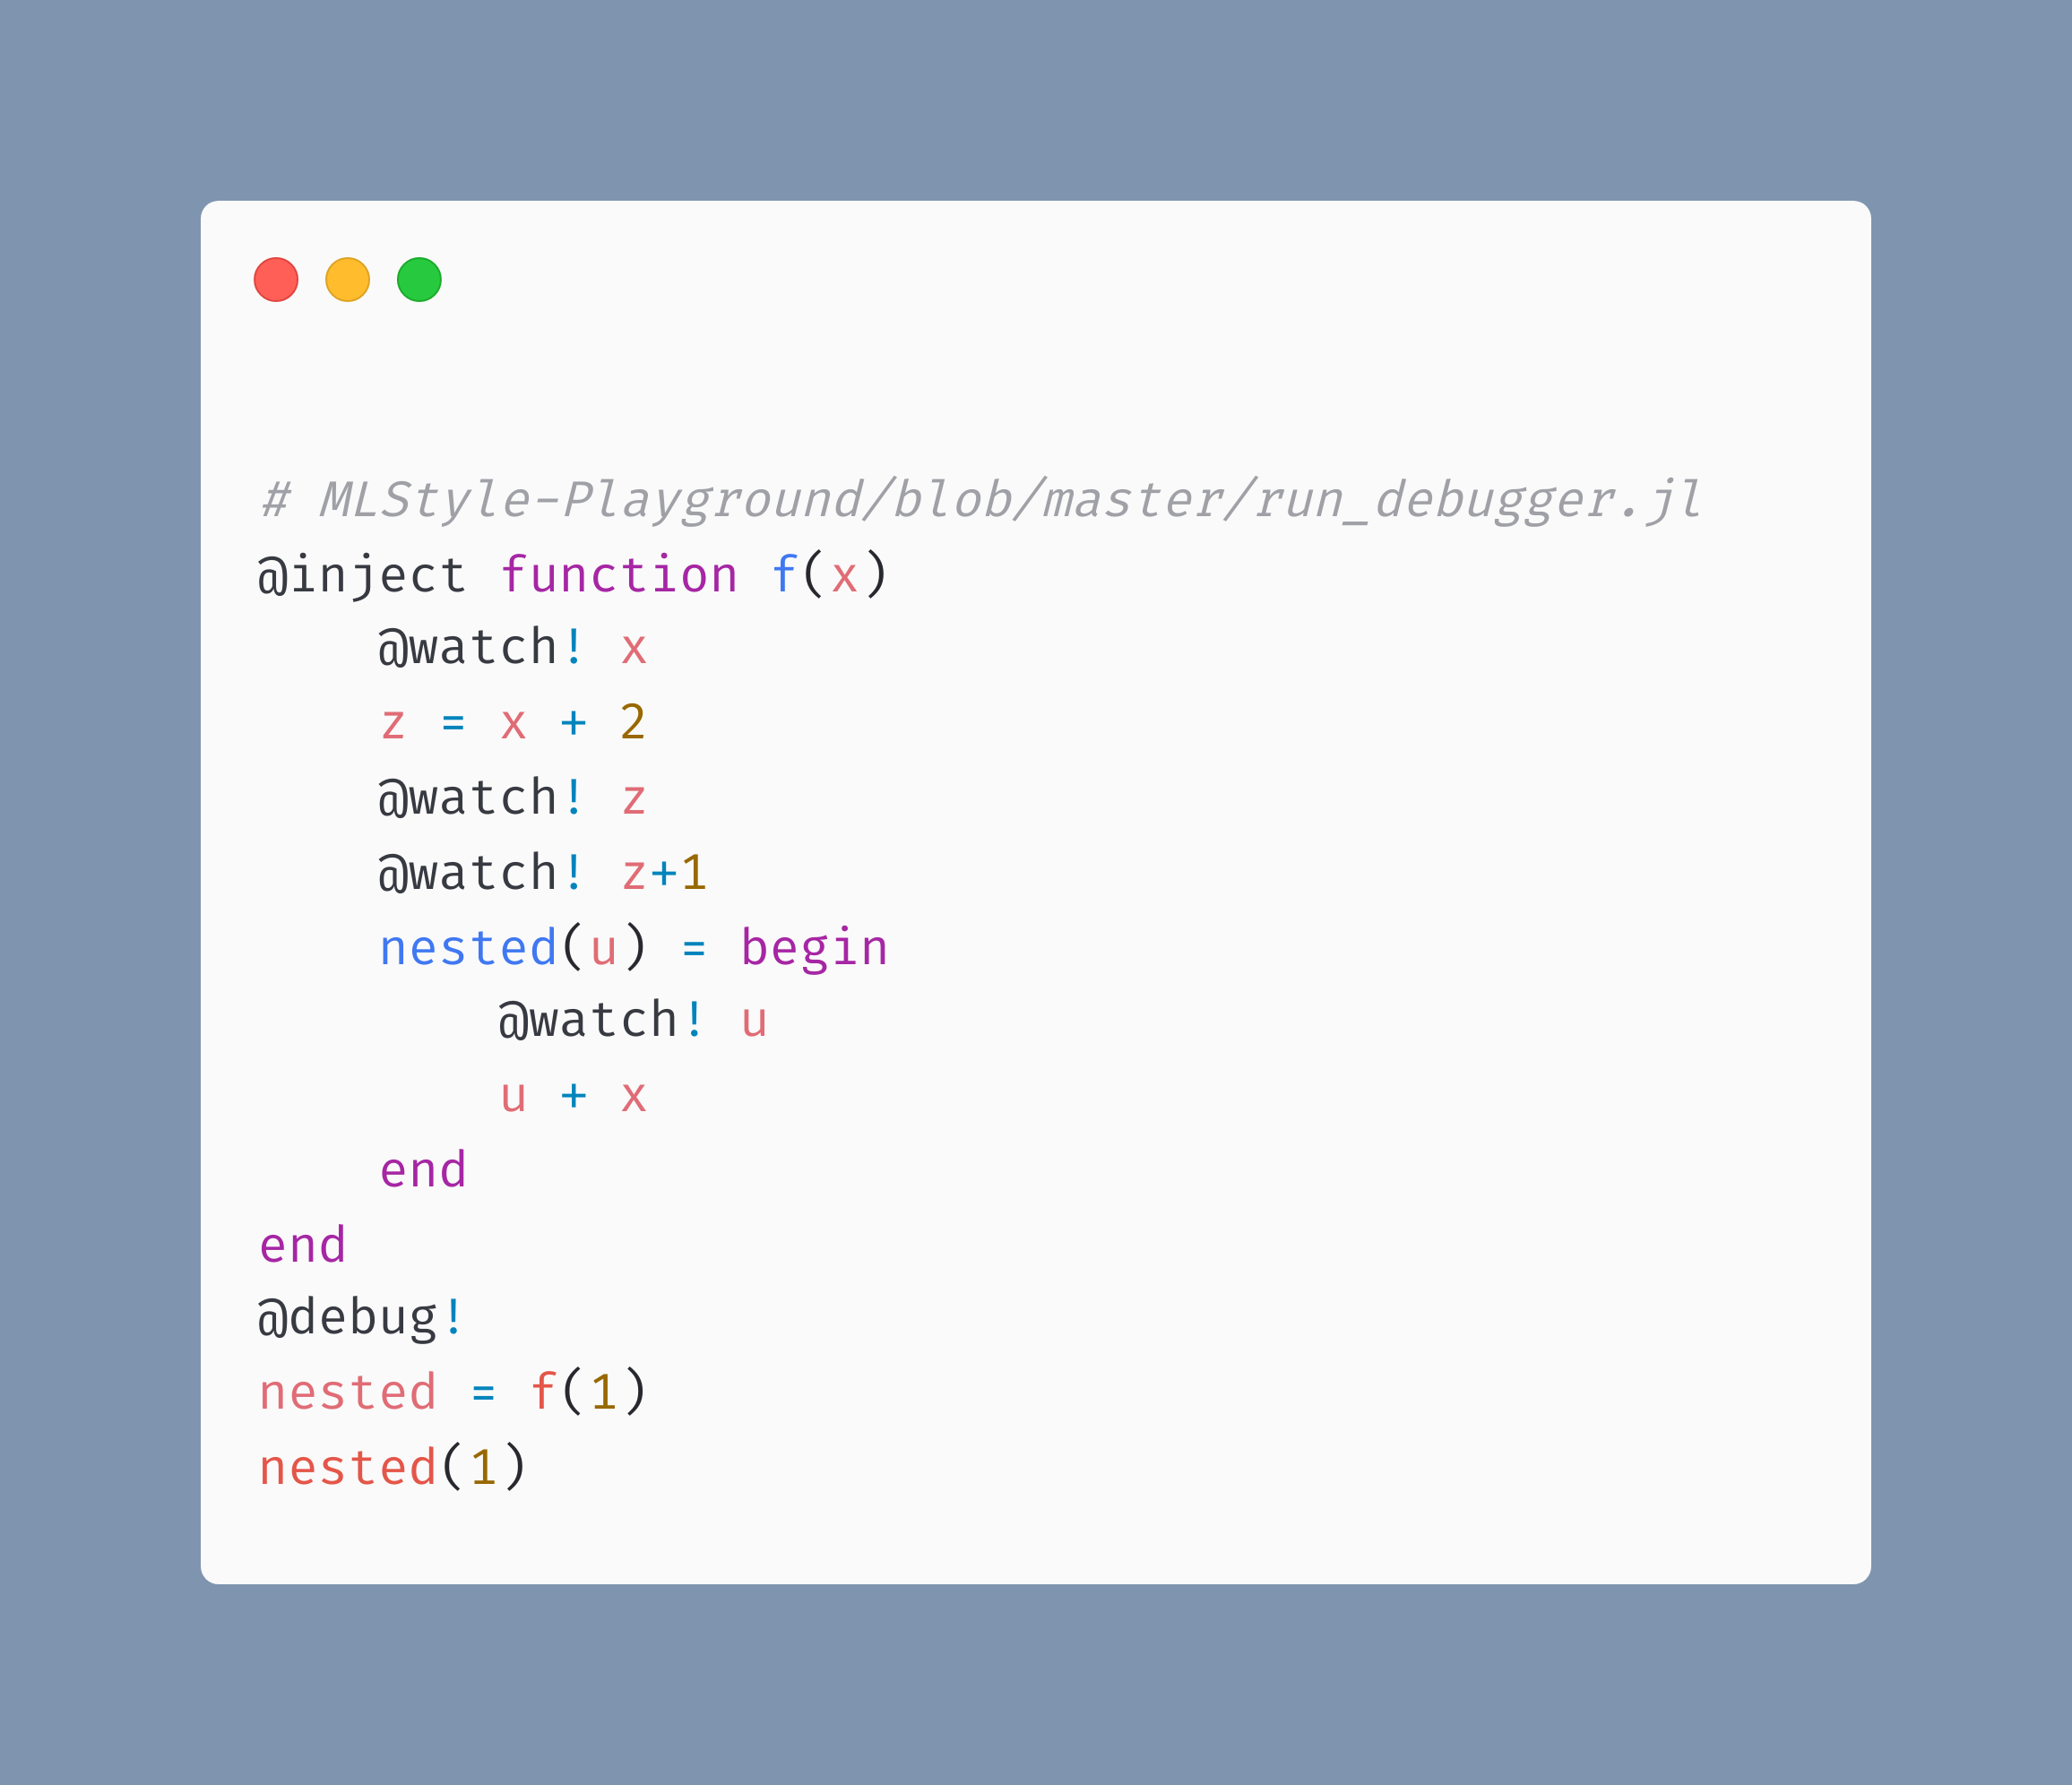 # MLStyle-Playground/blob/master/run_debugger.jl
@inject function f(x)
    @watch! x
    z = x + 2
    @watch! z
    @watch! z+1
    nested(u) = begin
        @watch! u
        u + x
    end
end
@debug!
nested = f(1)
nested(1)